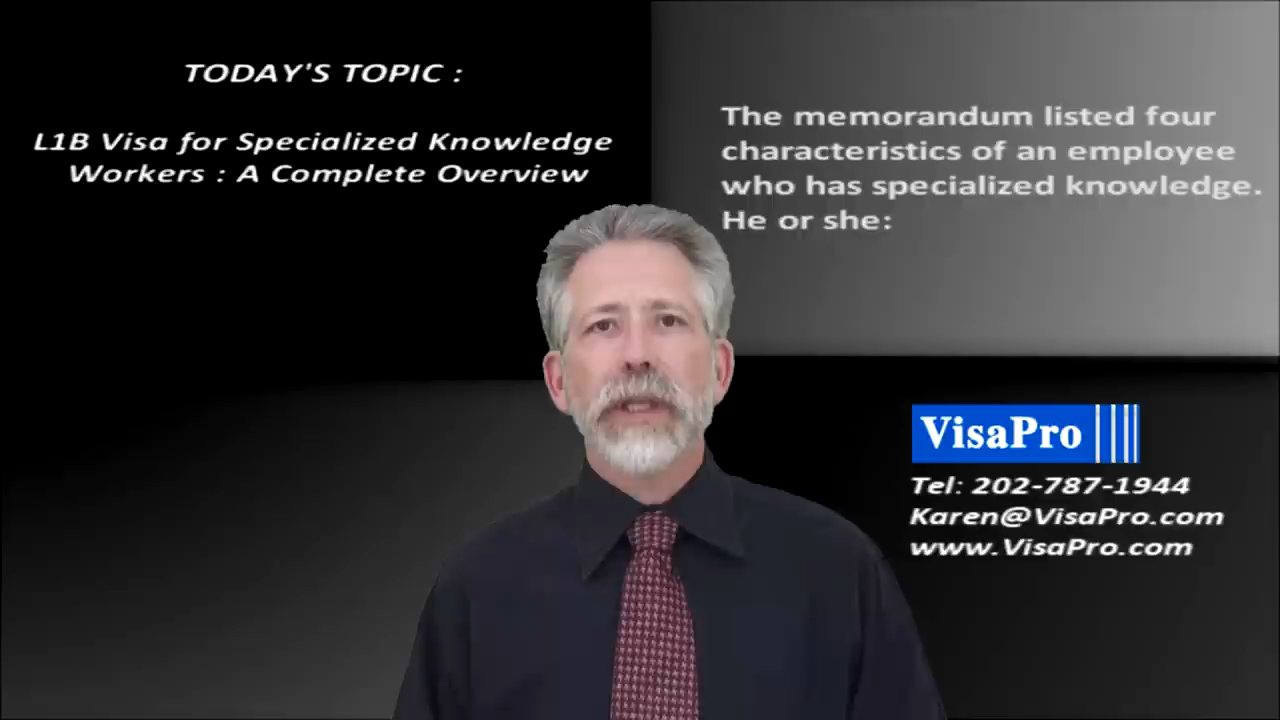 TODAY'S TOPIC :
L1B Visa for Specialized Knowledge
Workers : A Complete Overview
The memorandum listed four
characteristics of an employee
who has specialized knowledge.
He or she:
VisaPro
Tel: 202-787-1944
Karen@VisaPro.com
www.VisaPro.com